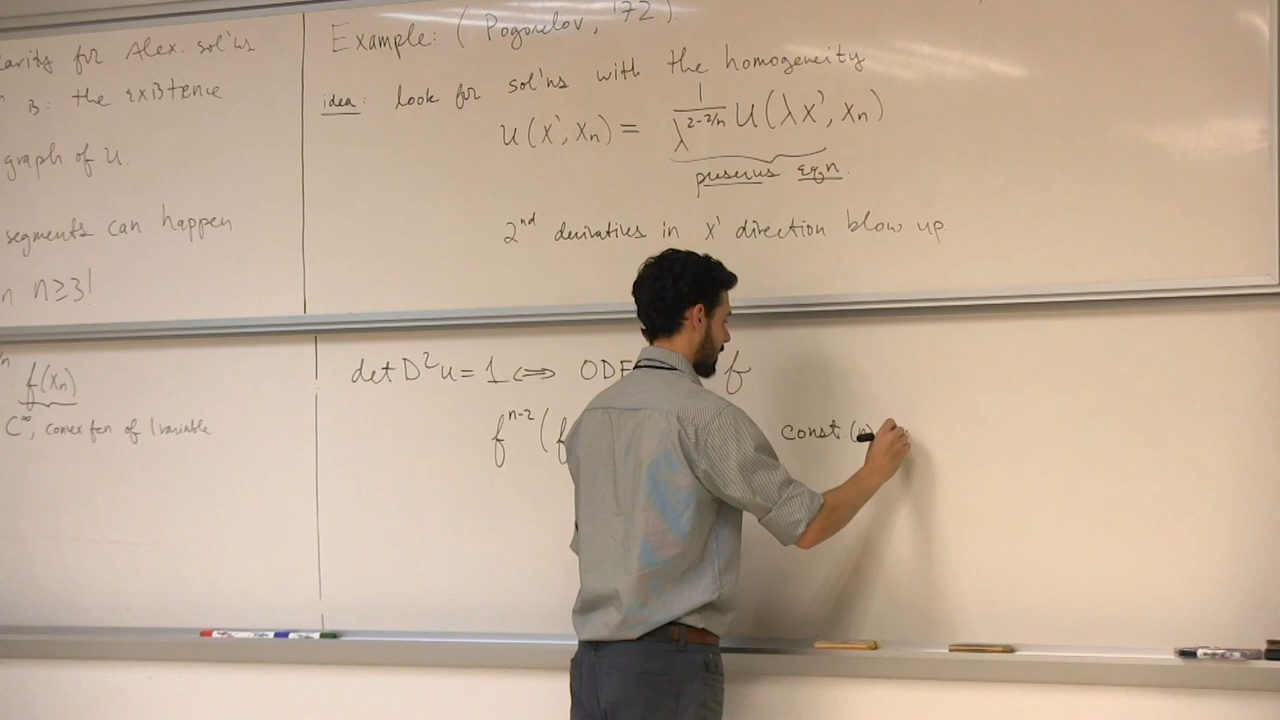 larity for Alex. sol'ns
B: the existence
graph of u.
segments can happen
n n≥3!
Example: (Pogorelov, '72)
idea: look for sol'ns with the homogeneity
u(x', xₙ) = 1/λ^(2-2/n) u(λx', xₙ)
preserves eqn.
2nd derivatives in x' direction blow up.
f(xₙ)
C^∞, convex fcn of 1 variable
det D²u = 1 ⟺ ODE f
f^(n-2) (f const.(n)